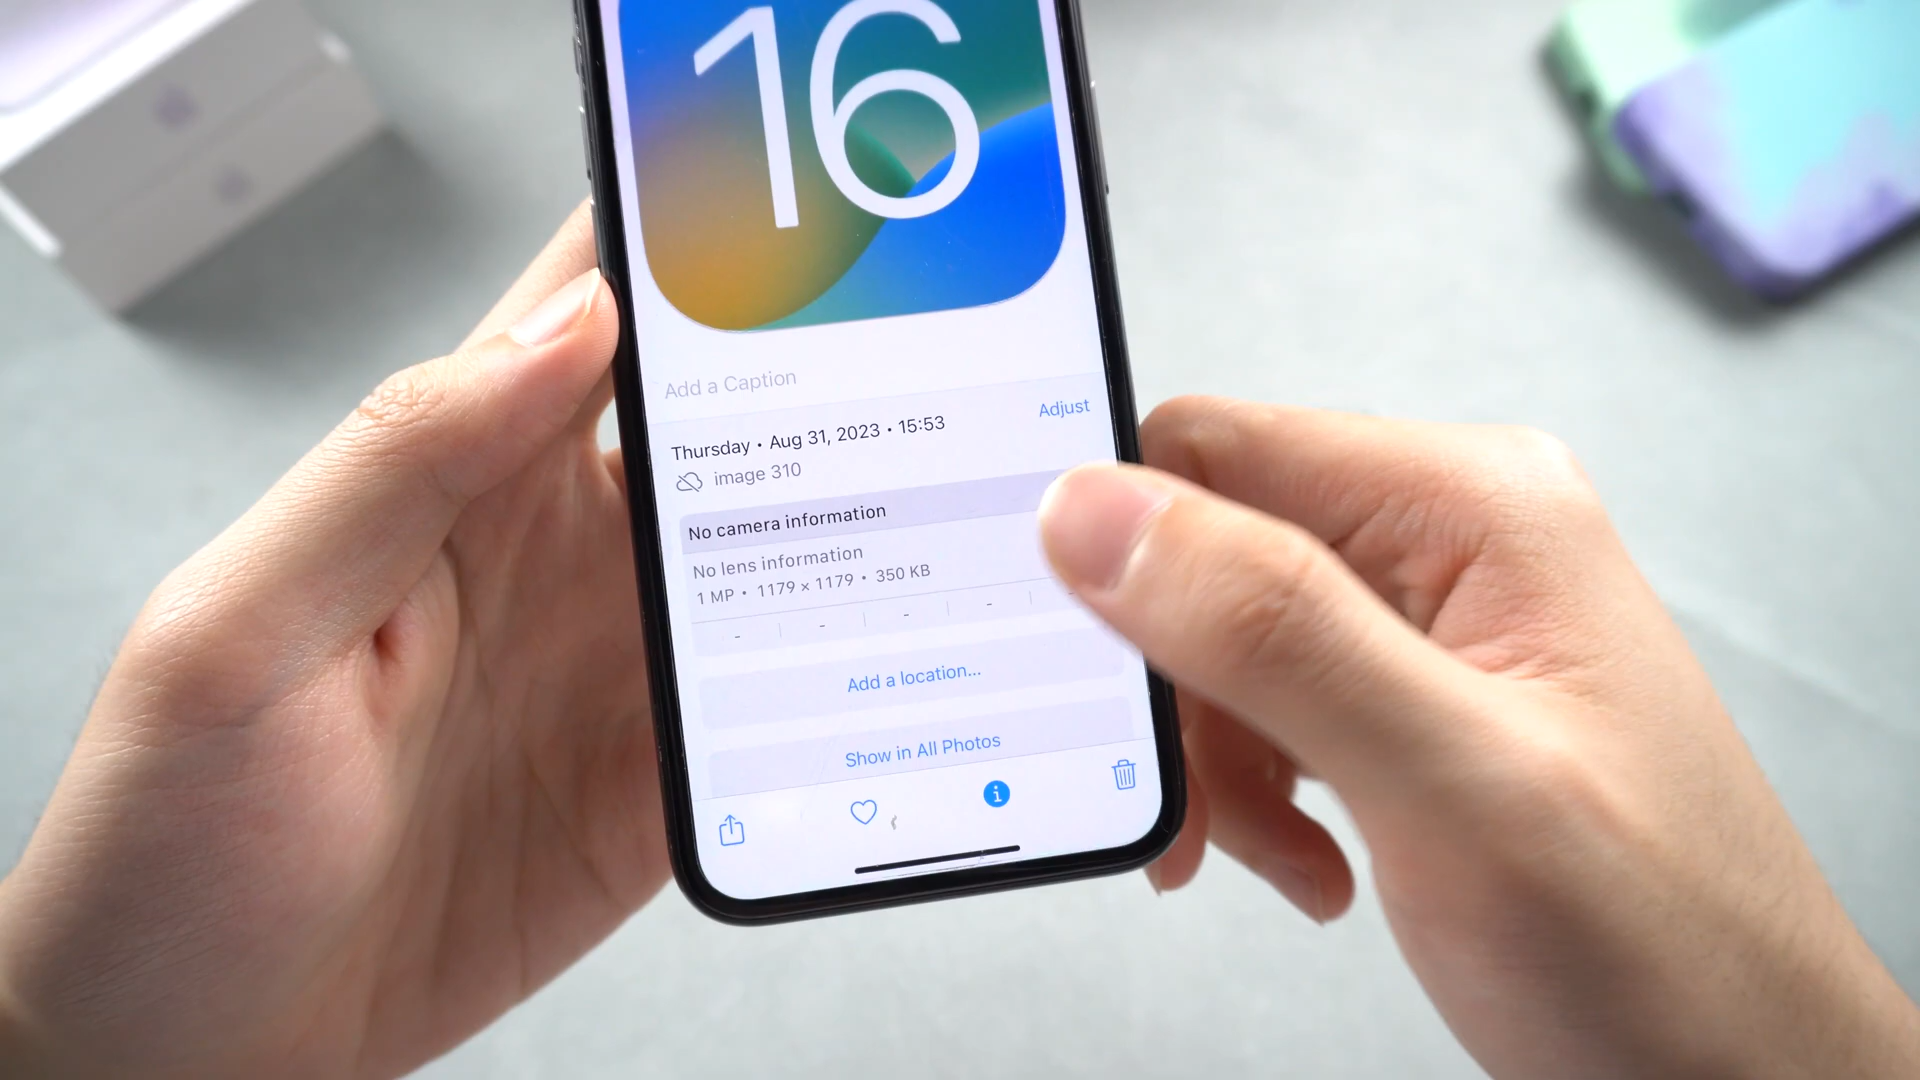 16
Add a Caption
Thursday • Aug 31, 2023 • 15:53
Adjust
image 310
No camera information
No lens information
1 MP • 1179 × 1179 • 350 KB
- - - - -
Add a location...
Show in All Photos